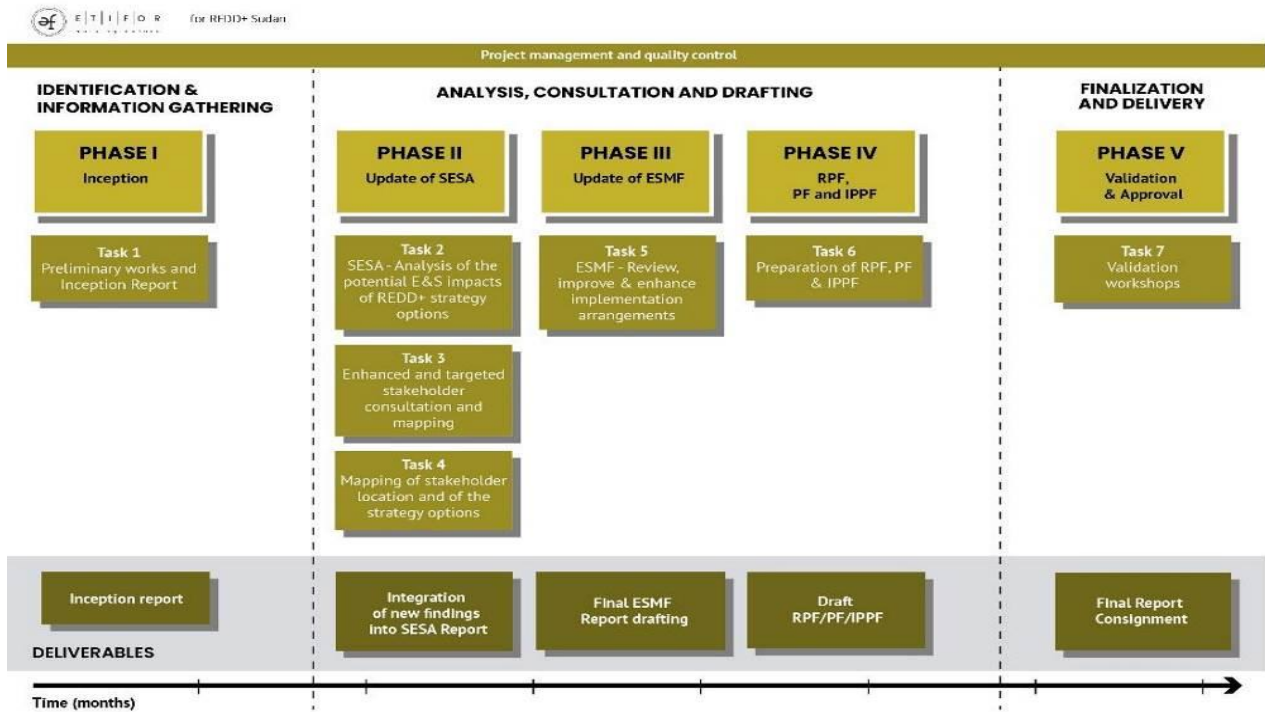 ETIFOR
for REDD+ Sudan
Project management and quality control
IDENTIFICATION &
INFORMATION GATHERING
ANALYSIS, CONSULTATION AND DRAFTING
FINALIZATION
AND DELIVERY
PHASE I
Inception
PHASE II
Update of SESA
PHASE III
Update of ESMF
PHASE IV
RPF,
PF and IPPF
PHASE V
Validation
& Approval
Task 1
Preliminary works and
Inception Report
Task 2
SESA - Analysis of the
potential E&S impacts
of REDD+ strategy
options
Task 5
ESMF - Review,
improve & enhance
implementation
arrangements
Task 6
Preparation of RPF, PF
& IPPF
Task 7
Validation
workshops
Task 3
Enhanced and targeted
stakeholder
consultation and
mapping
Task 4
Mapping of stakeholder
location and of the
strategy options
Inception report
Integration
of new findings
into SESA Report
Final ESMF
Report drafting
Draft
RPF/PF/IPPF
Final Report
Consignment
DELIVERABLES
Time (months)